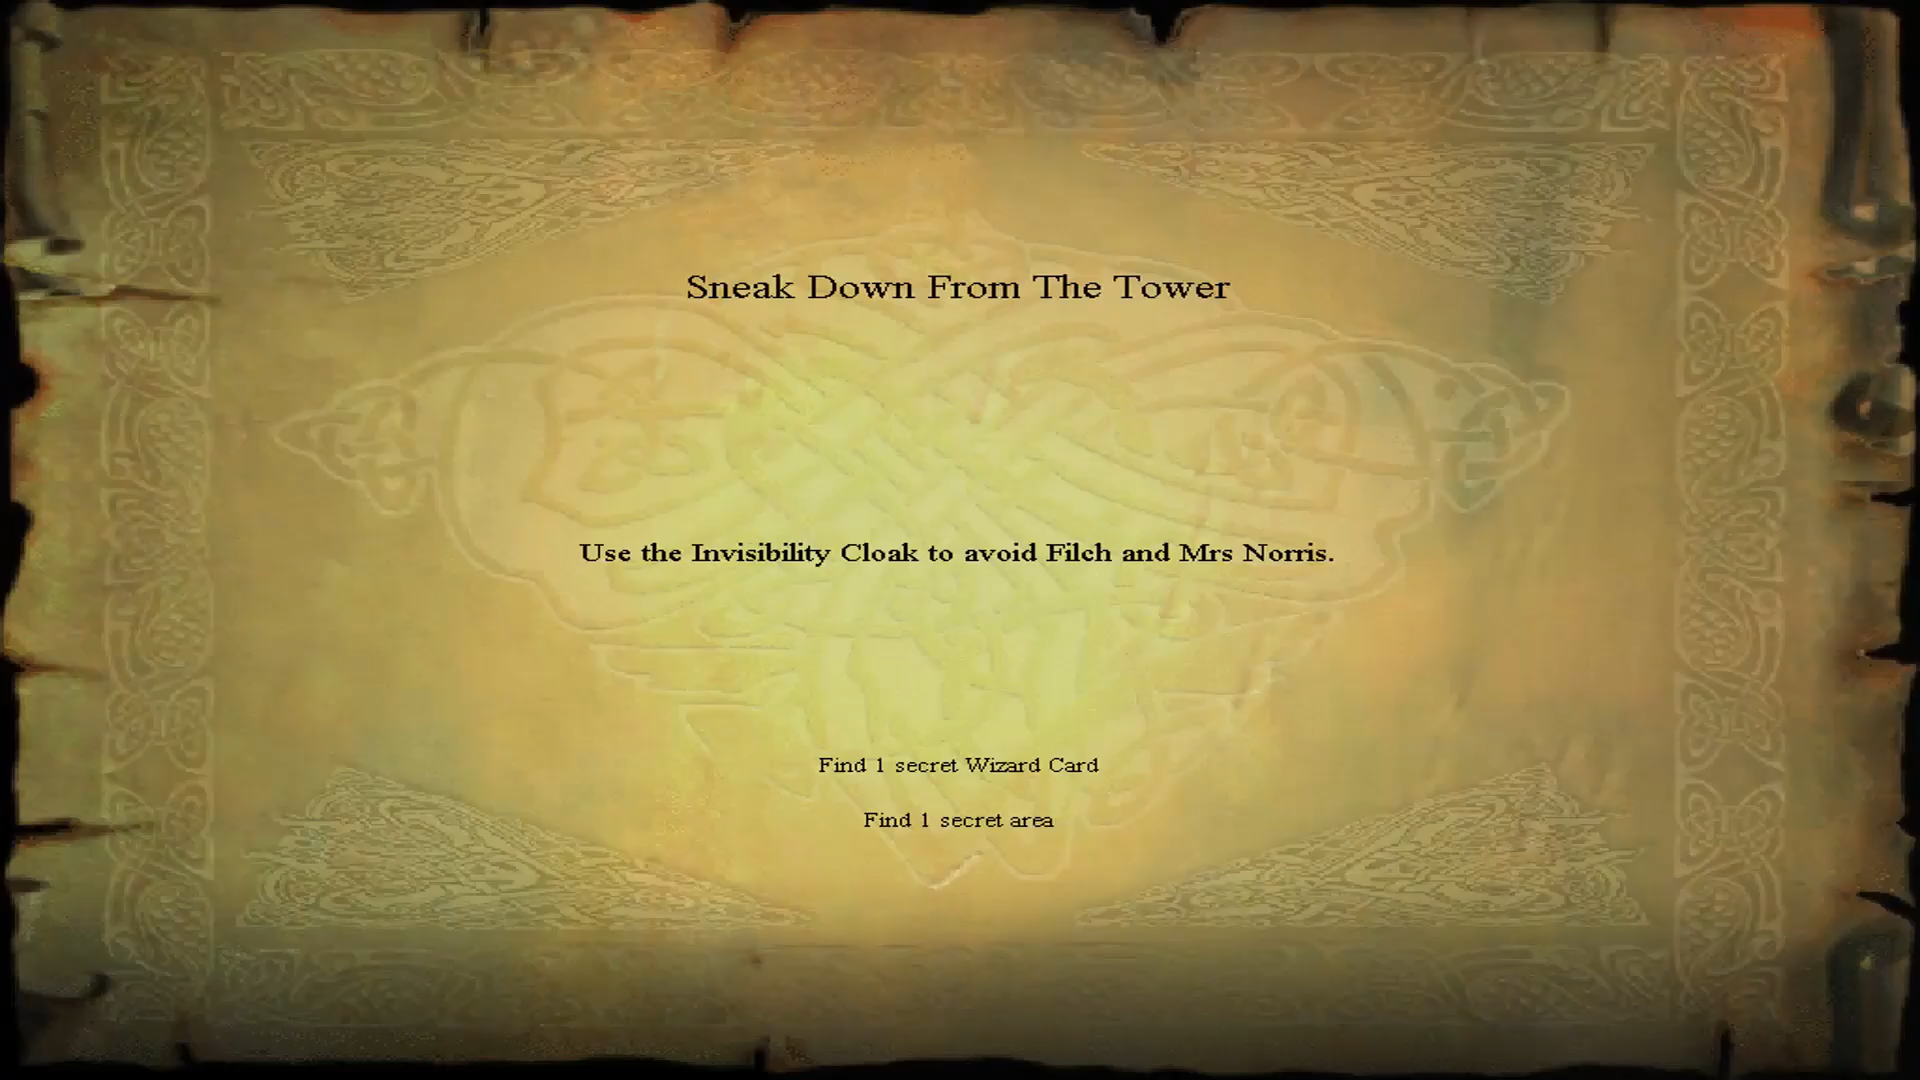 Sneak Down From The Tower
Use the Invisibility Cloak to avoid Filch and Mrs Norris.
Find 1 secret Wizard Card
Find 1 secret area